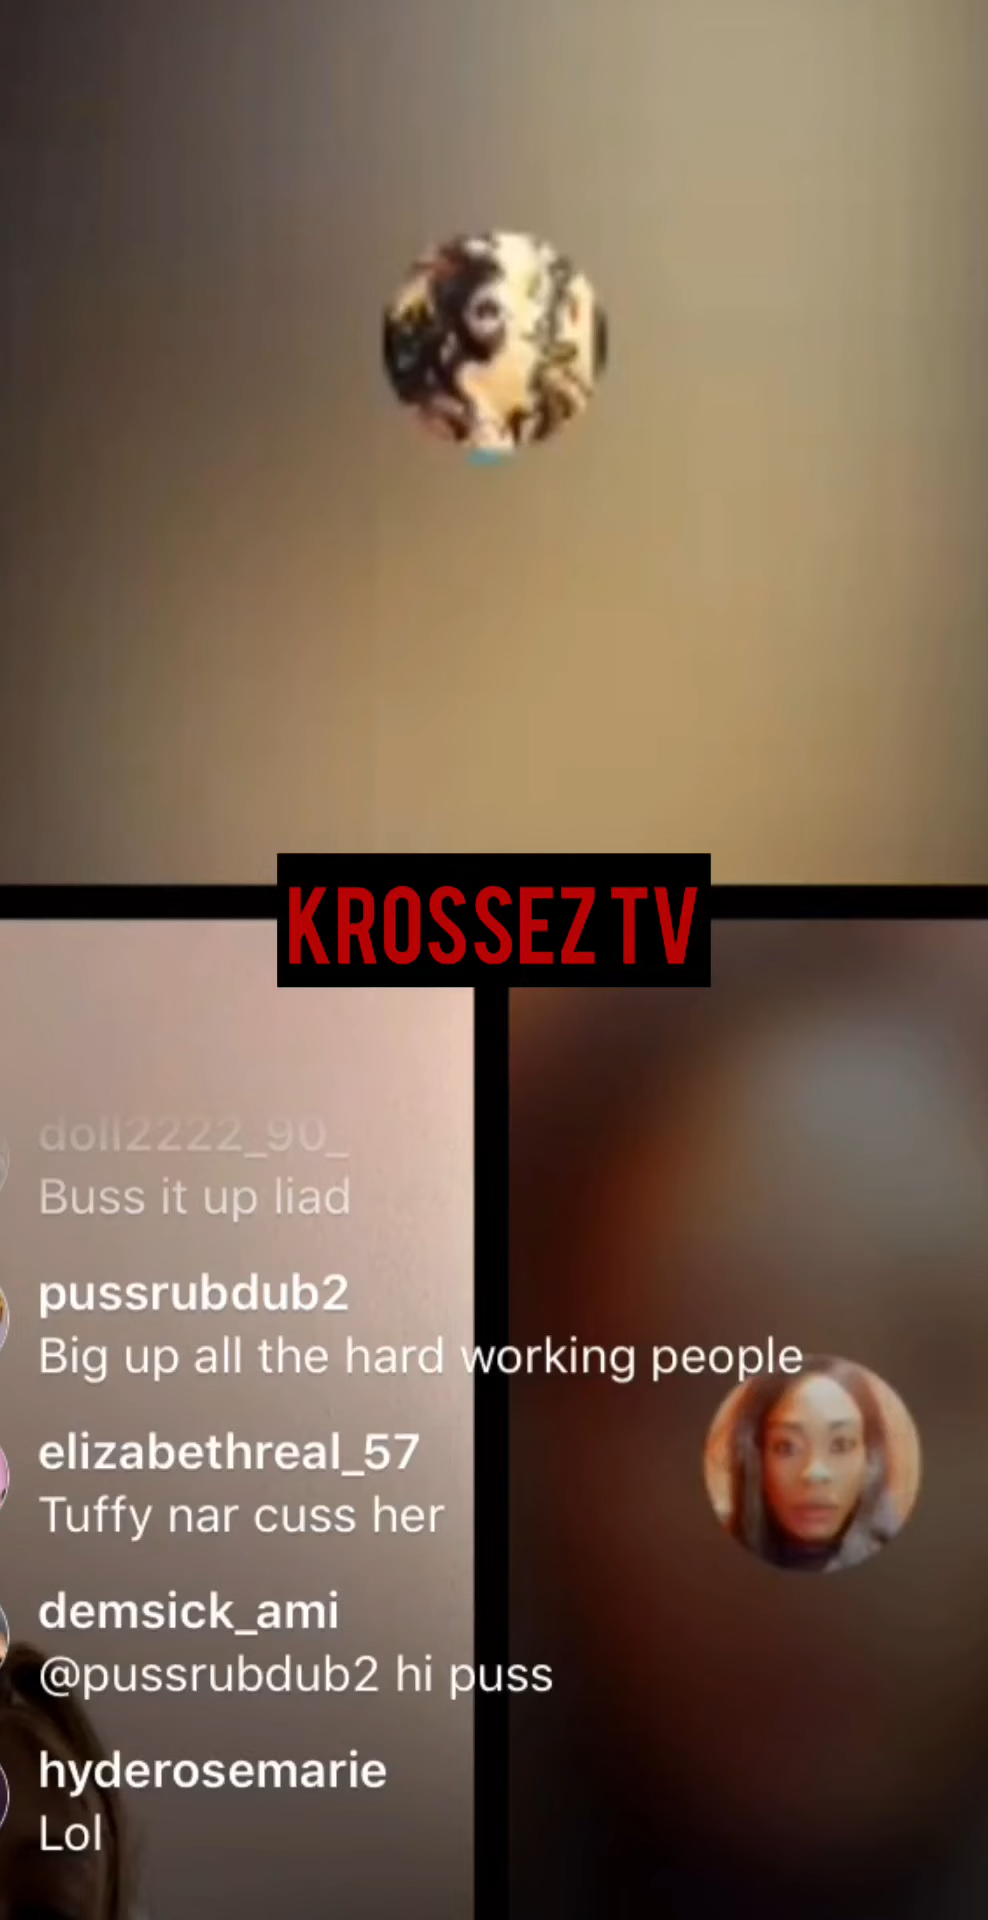 KROSSEZ TV
doll2222_90_
Buss it up liad
pussrubdub2
Big up all the hard working people
elizabethreal_57
Tuffy nar cuss her
demsick_ami
@pussrubdub2 hi puss
hyderosemarie
Lol